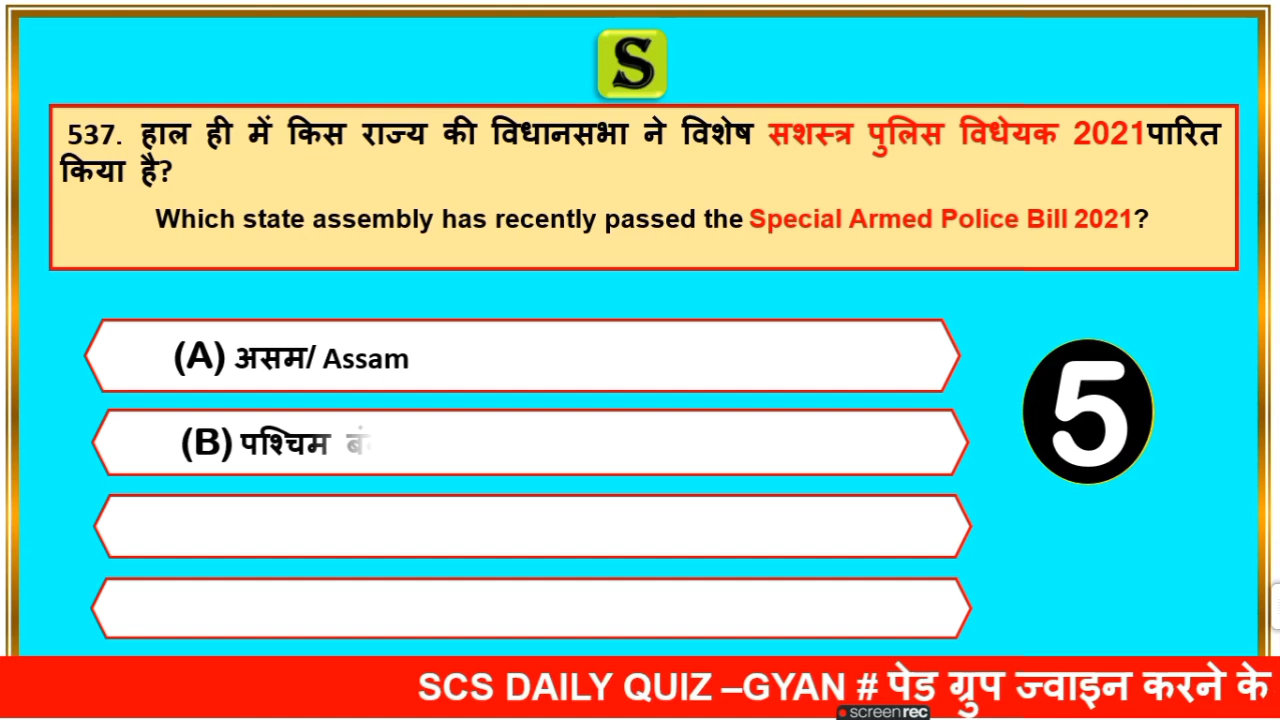 S
537. हाल ही में किस राज्य की विधानसभा ने विशेष सशस्त्र पुलिस विधेयक 2021पारित
किया है?
Which state assembly has recently passed the Special Armed Police Bill 2021?
(A) असम/ Assam
(B) पश्चिम
5
SCS DAILY QUIZ –GYAN # पेड ग्रुप ज्वाइन करने के
screenrec